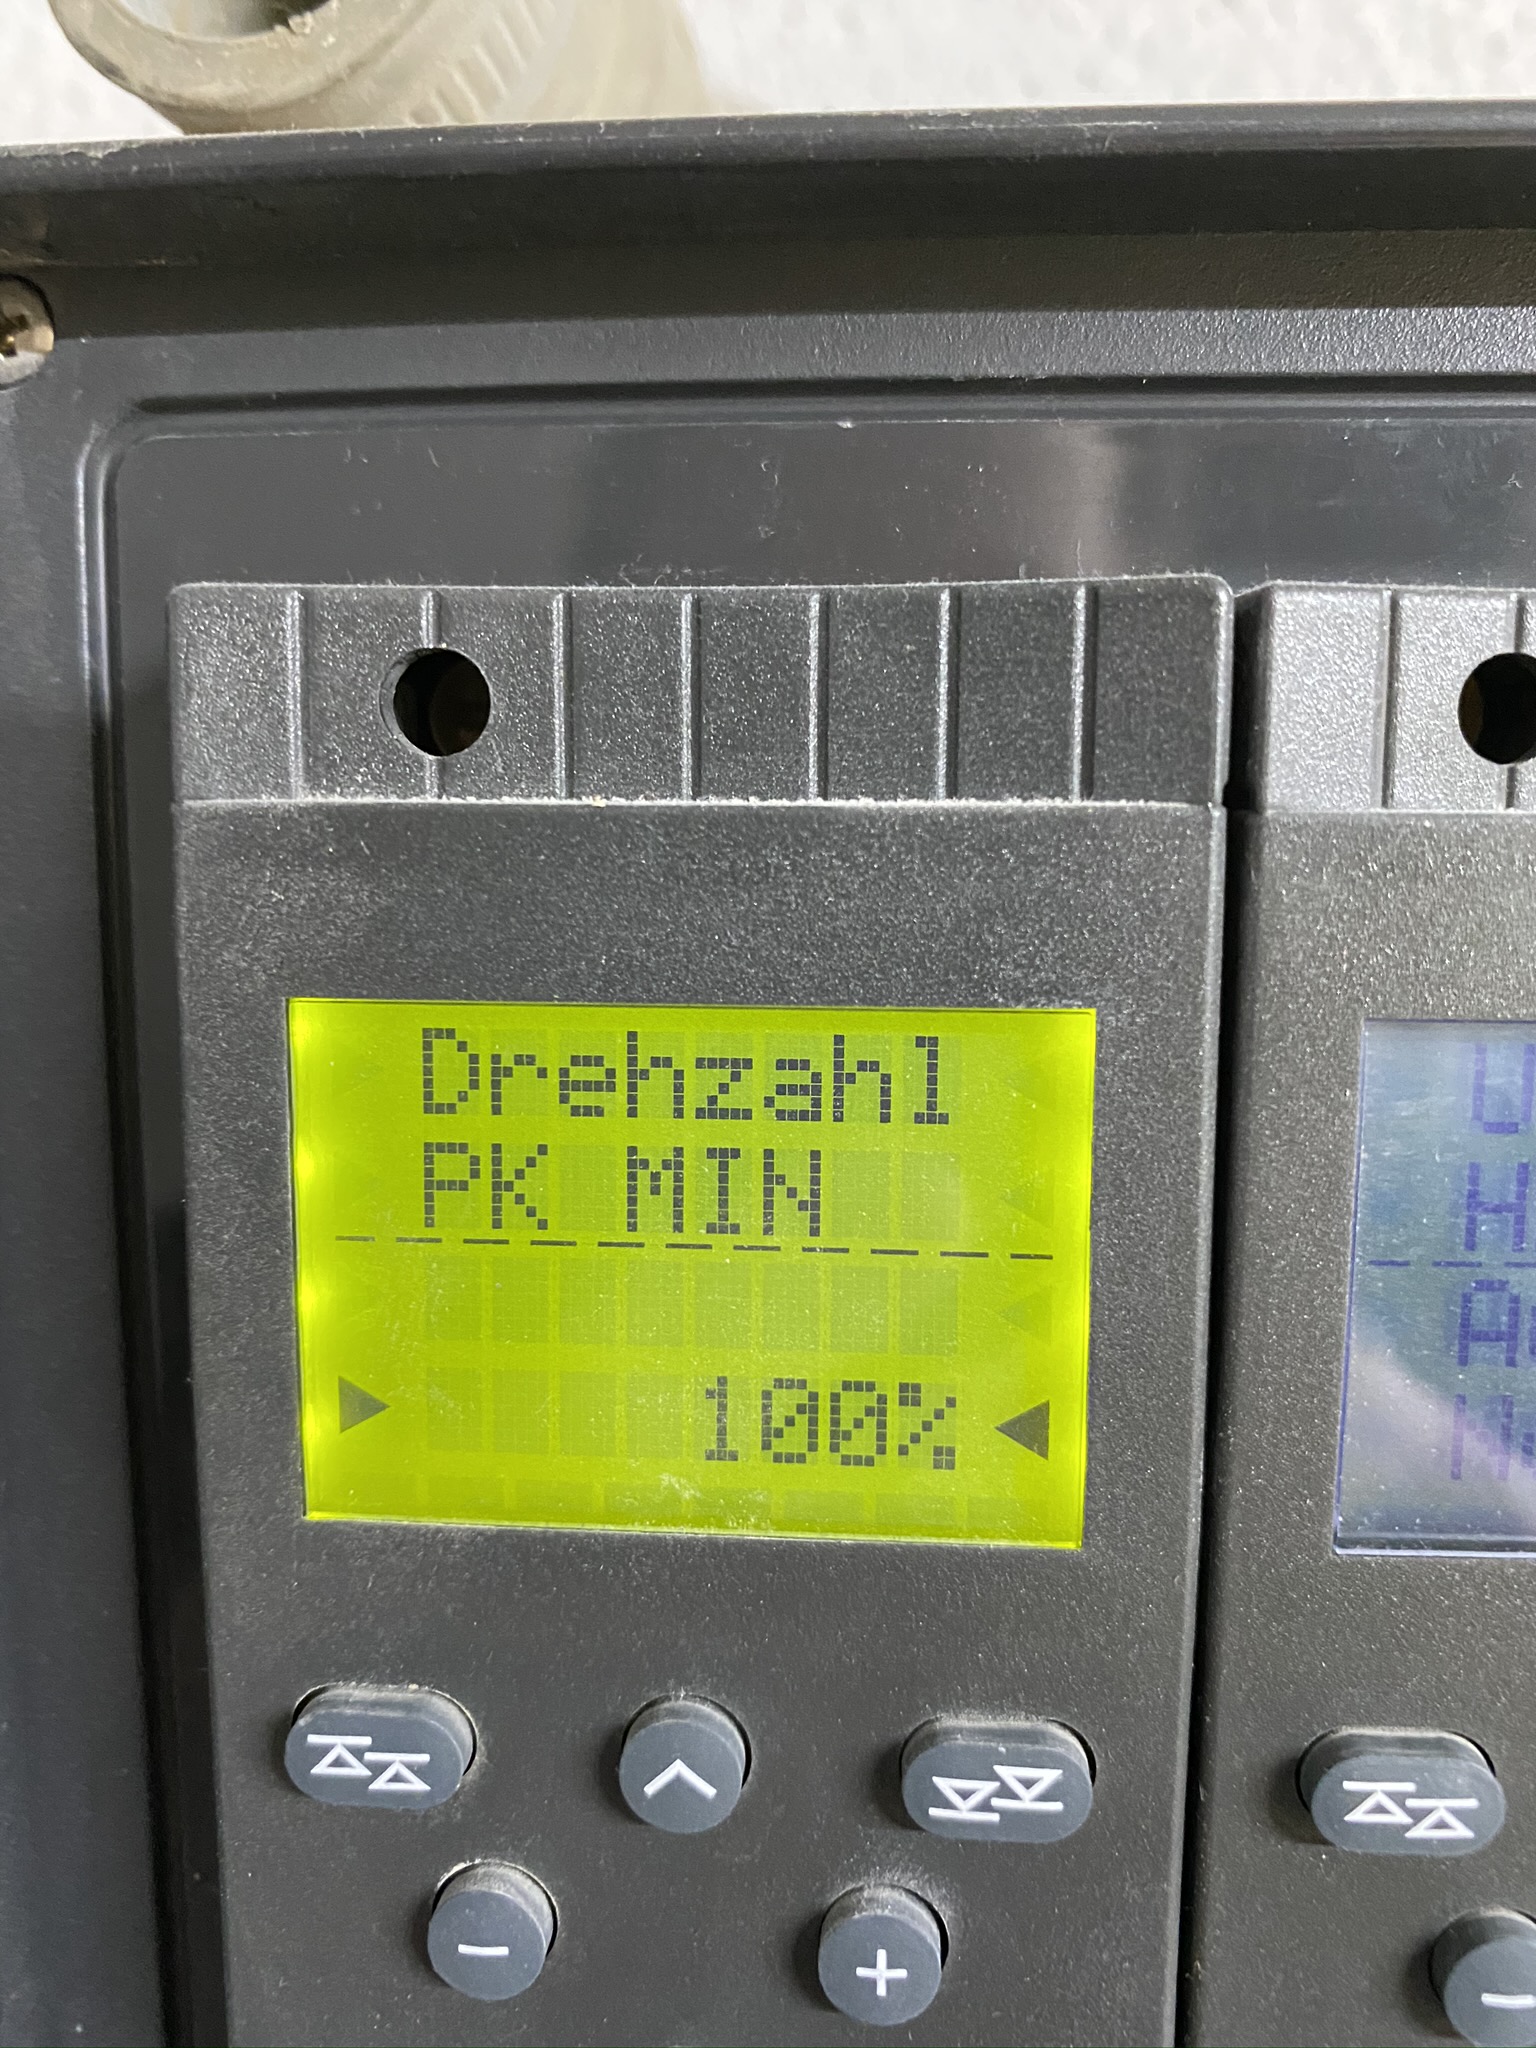 Drehzahl
PK MIN
100%